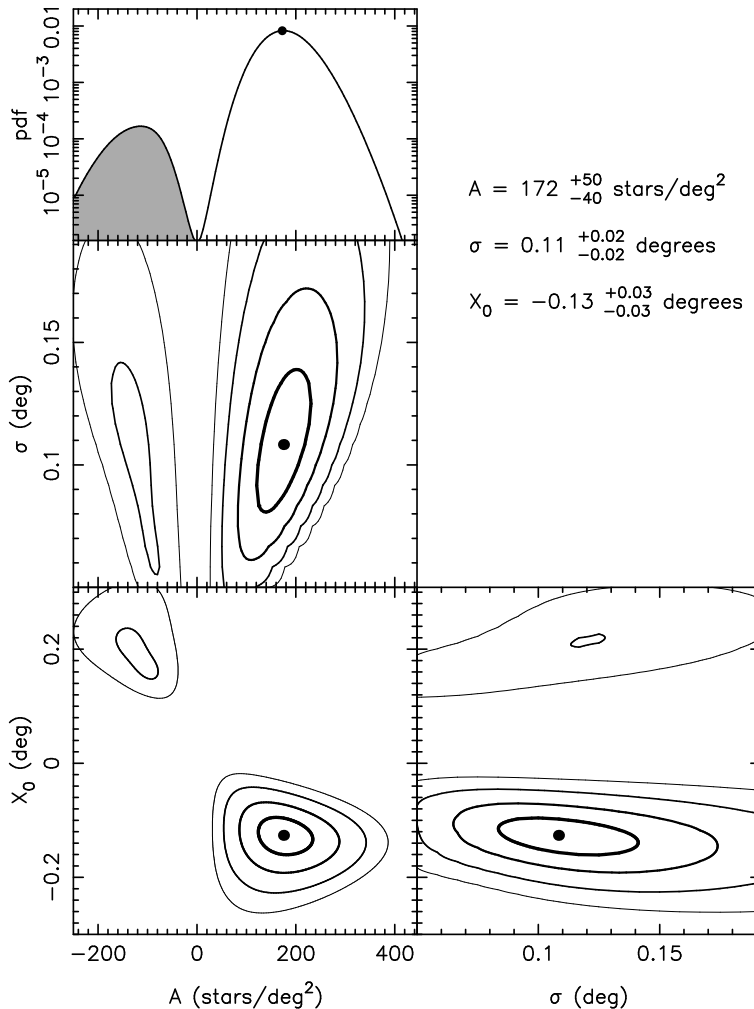 0.01
10⁻³
10⁻⁴
10⁻⁵
pdf
A = 172 +50 −40 stars/deg²
σ = 0.11 +0.02 −0.02 degrees
X₀ = −0.13 +0.03 −0.03 degrees
0.15
0.1
σ (deg)
0.2
0
−0.2
X₀ (deg)
−200 0 200 400 0.1 0.15
A (stars/deg²) σ (deg)